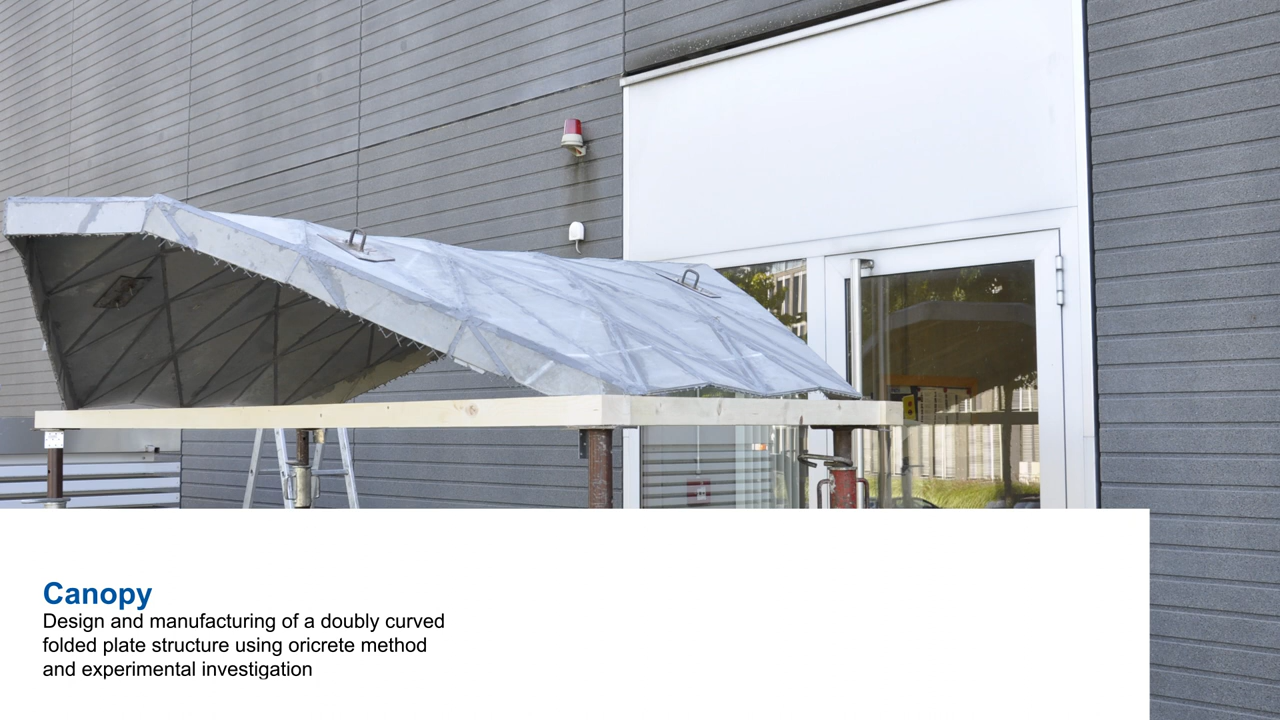 Canopy
Design and manufacturing of a doubly curved
folded plate structure using oricrete method
and experimental investigation